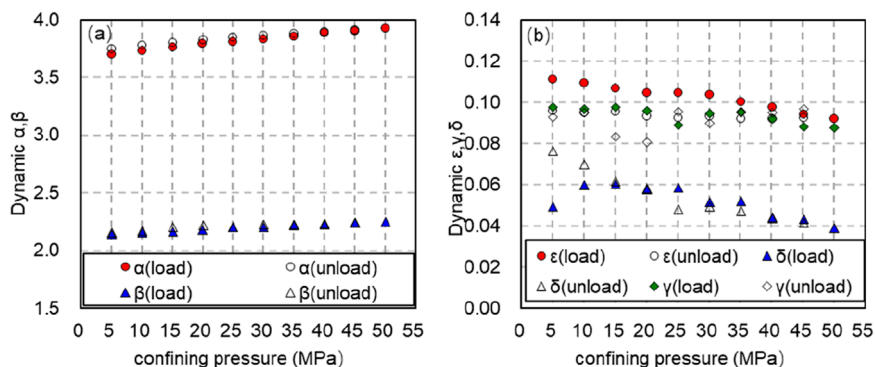 (a)
4.0
3.5
3.0
2.5
2.0
1.5
Dynamic α,β
α(load)
α(unload)
β(load)
β(unload)
0 5 10 15 20 25 30 35 40 45 50 55
confining pressure (MPa)
(b)
0.14
0.12
0.10
0.08
0.06
0.04
0.02
0.00
Dynamic ε,γ,δ
ε(load) ε(unload) δ(load)
δ(unload) γ(load) γ(unload)
0 5 10 15 20 25 30 35 40 45 50 55
confining pressure (MPa)